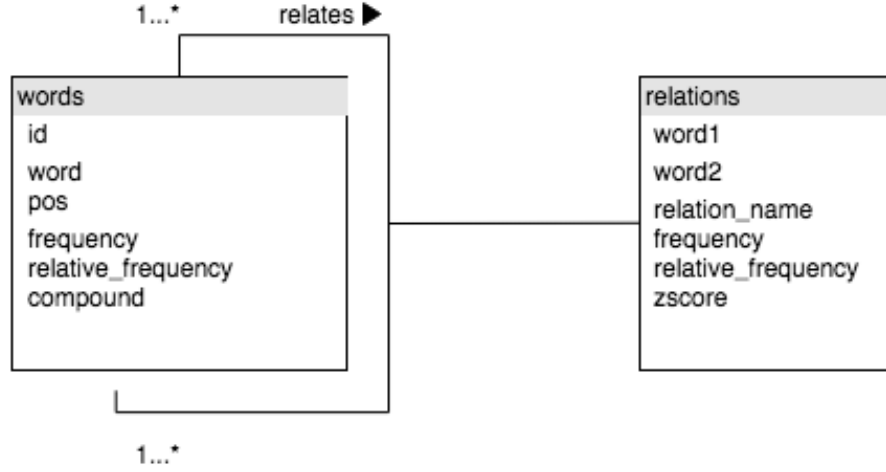 1...* relates ▶
words
id
word
pos
frequency
relative_frequency
compound
relations
word1
word2
relation_name
frequency
relative_frequency
zscore
1...*